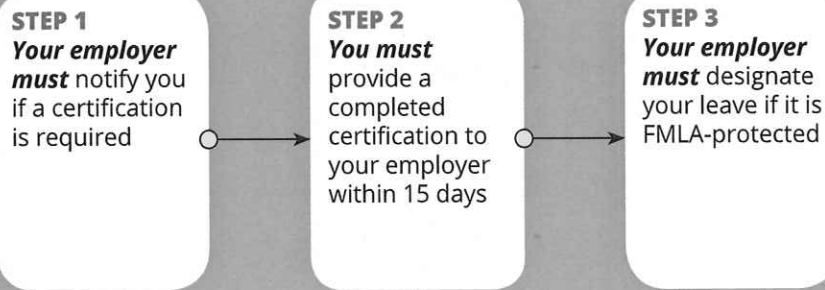 STEP 1
Your employer
must notify you
if a certification
is required
STEP 2
You must
provide a
completed
certification to
your employer
within 15 days
STEP 3
Your employer
must designate
your leave if it is
FMLA-protected